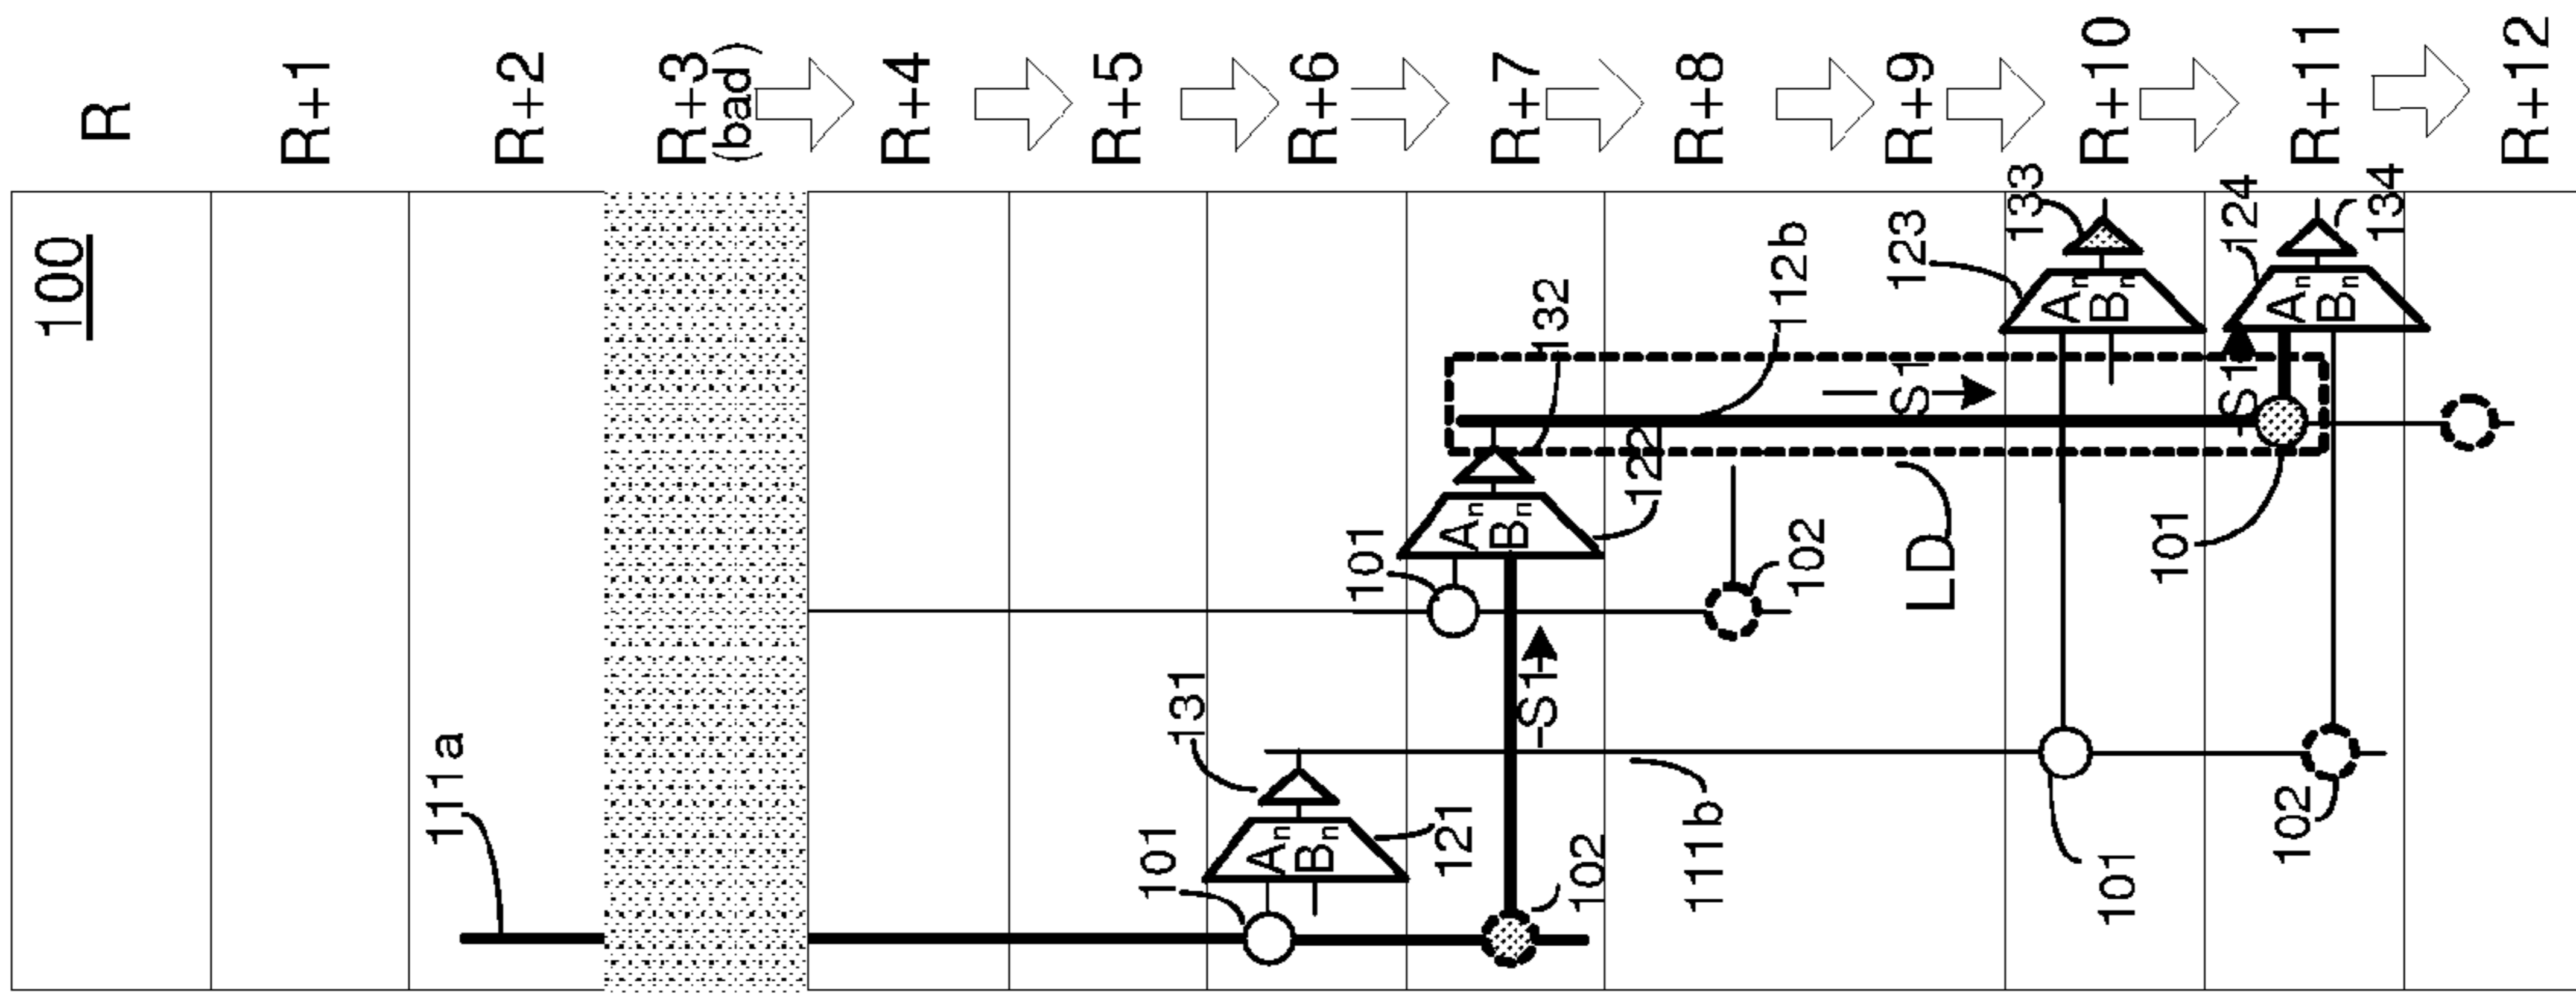 100
R
R+1
R+2
R+3
(bad)
R+4
R+5
R+6
R+7
R+8
R+9
R+10
R+11
R+12
111a
131
101
An
Bn
121
102
S1
111b
101
An
Bn
132
122
102
112b
S1
LD
123
133
An
Bn
S1
124
An
Bn
134
101
101
102